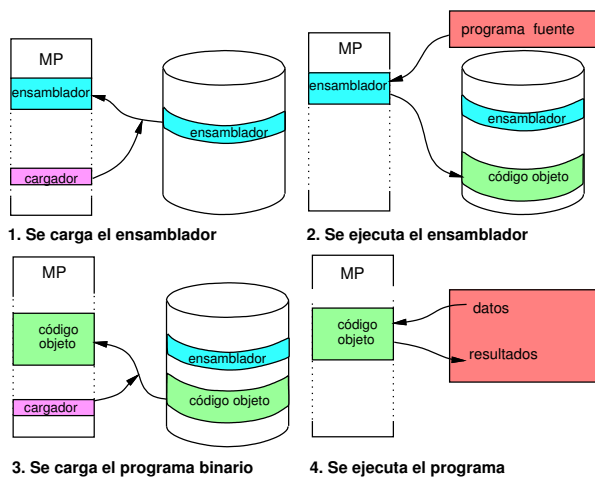 MP
ensamblador
cargador
ensamblador
1. Se carga el ensamblador
MP
ensamblador
programa fuente
ensamblador
código objeto
2. Se ejecuta el ensamblador
MP
código
objeto
cargador
ensamblador
código objeto
3. Se carga el programa binario
MP
código
objeto
datos
resultados
4. Se ejecuta el programa